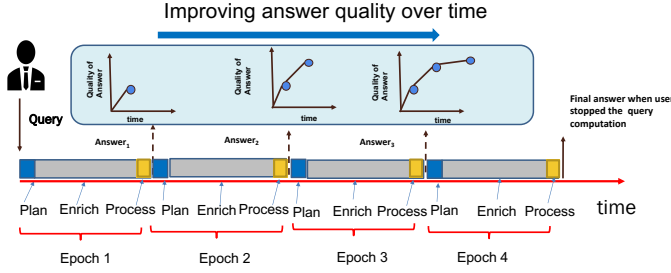 Improving answer quality over time
Quality of
Answer
time
Quality of
Answer
time
Quality of
Answer
time
Query
Final answer when user
stopped the query
computation
Answer1
Answer2
Answer3
Plan Enrich Process Plan Enrich Process Plan Enrich Process Plan Enrich Process
time
Epoch 1 Epoch 2 Epoch 3 Epoch 4